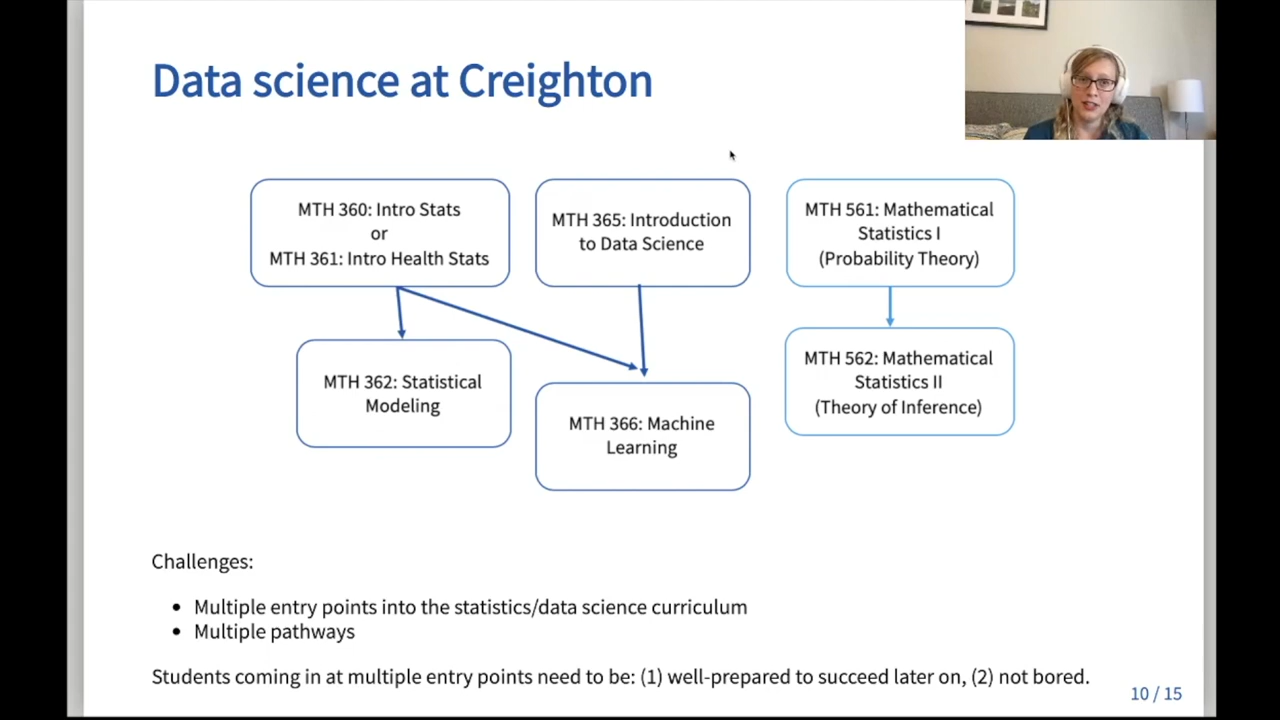 Data science at Creighton
MTH 360: Intro Stats
or
MTH 361: Intro Health Stats
MTH 365: Introduction
to Data Science
MTH 561: Mathematical
Statistics I
(Probability Theory)
MTH 362: Statistical
Modeling
MTH 366: Machine
Learning
MTH 562: Mathematical
Statistics II
(Theory of Inference)
Challenges:
• Multiple entry points into the statistics/data science curriculum
• Multiple pathways
Students coming in at multiple entry points need to be: (1) well-prepared to succeed later on, (2) not bored.
10 / 15